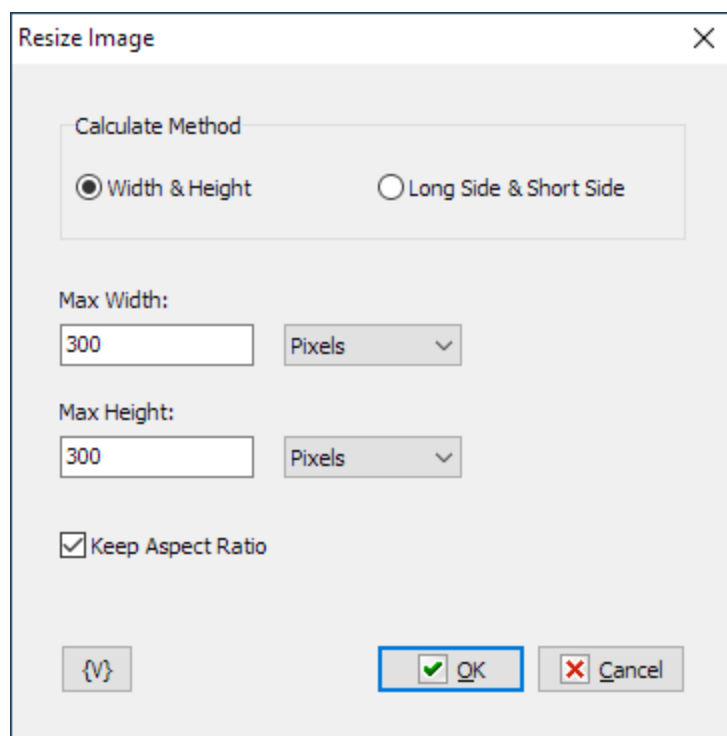 Resize Image
Calculate Method
Width & Height Long Side & Short Side
Max Width:
300 Pixels
Max Height:
300 Pixels
Keep Aspect Ratio
{V} OK Cancel